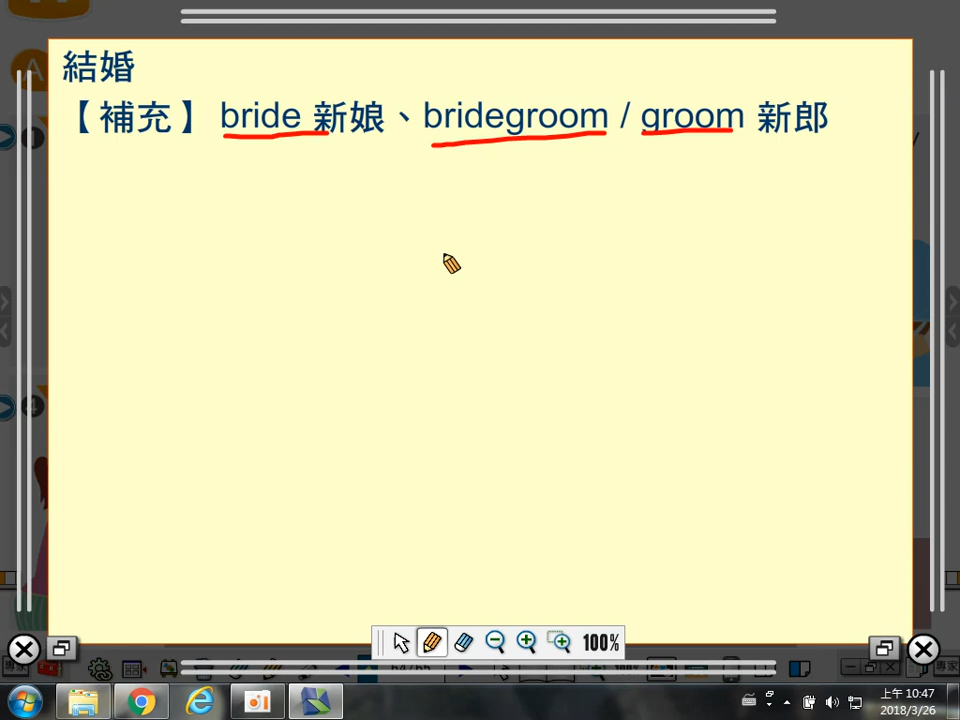 結婚
【補充】 bride 新娘、bridegroom / groom 新郎
100%
上午 10:47
2018/3/26